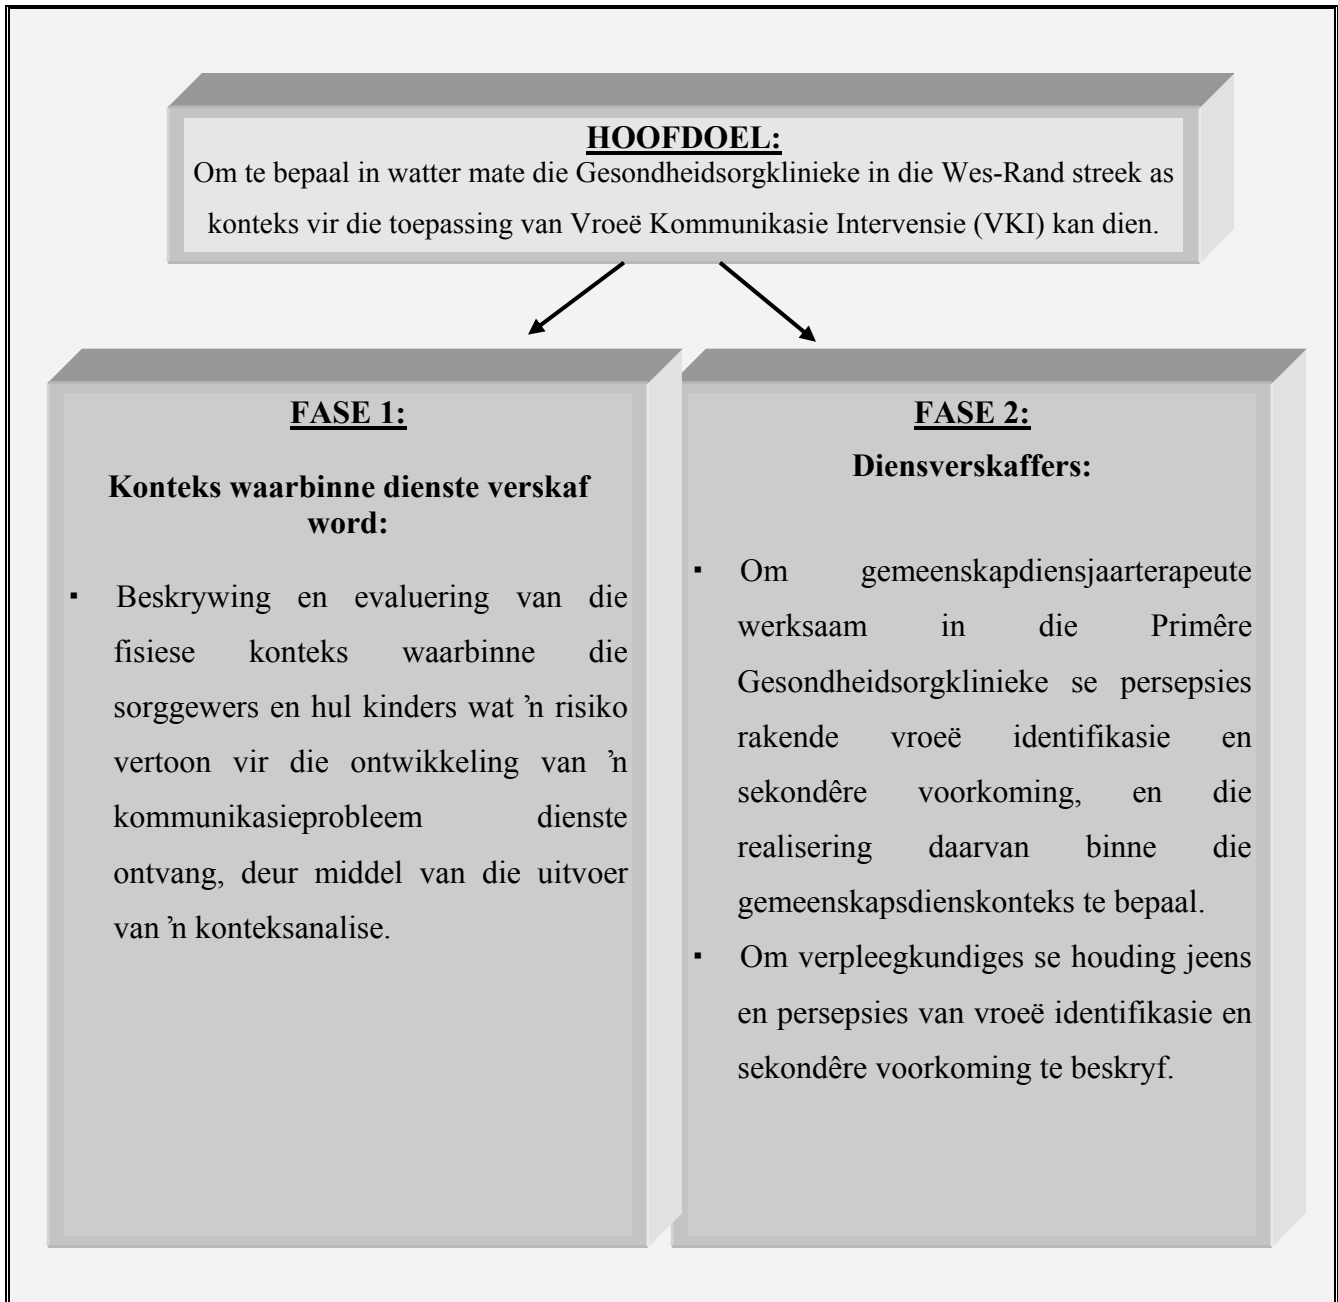 HOOFDOEL:
Om te bepaal in watter mate die Gesondheidsorgklinieke in die Wes-Rand streek as
konteks vir die toepassing van Vroeë Kommunikasie Intervensie (VKI) kan dien.
FASE 1:
Konteks waarbinne dienste verskaf
word:
▪ Beskrywing en evaluering van die
fisiese konteks waarbinne die
sorggewers en hul kinders wat ’n risiko
vertoon vir die ontwikkeling van ’n
kommunikasieprobleem dienste
ontvang, deur middel van die uitvoer
van ’n konteksanalise.
FASE 2:
Diensverskaffers:
▪ Om gemeenskapdiensjaarterapeute
werksaam in die Primêre
Gesondheidsorgklinieke se persepsies
rakende vroeë identifikasie en
sekondêre voorkoming, en die
realisering daarvan binne die
gemeenskapsdienskonteks te bepaal.
▪ Om verpleegkundiges se houding jeens
en persepsies van vroeë identifikasie en
sekondêre voorkoming te beskryf.